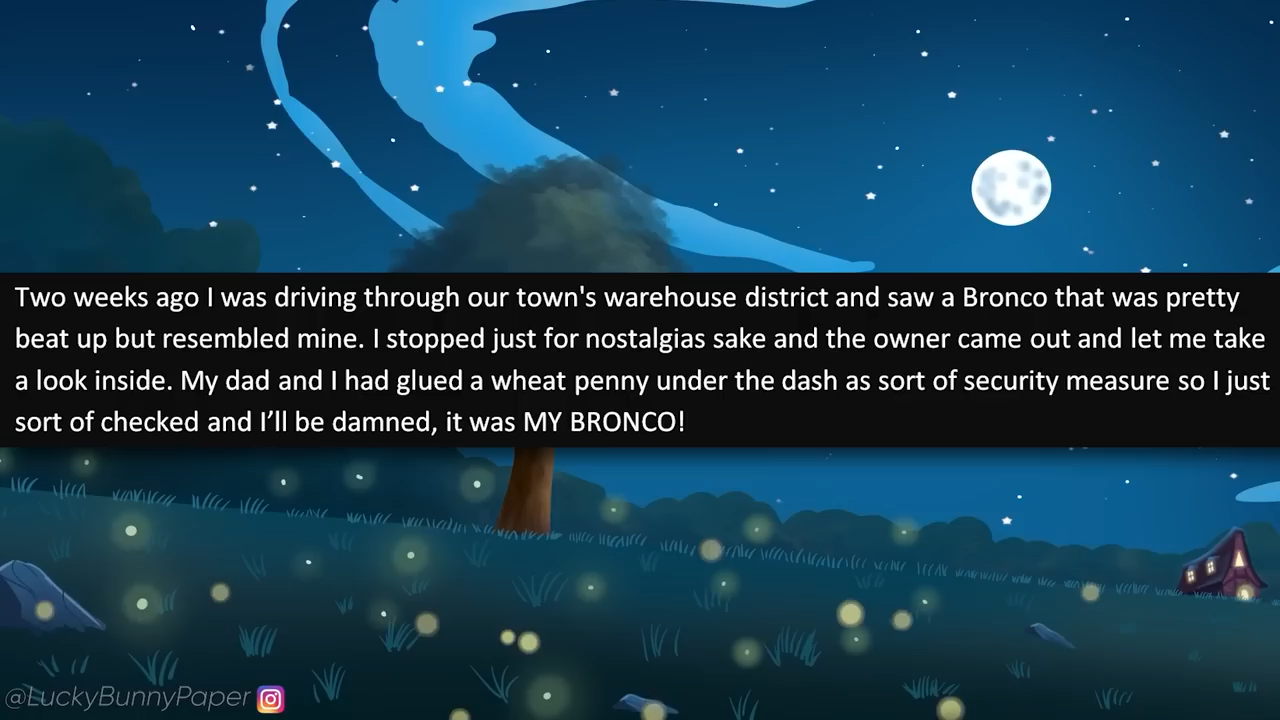 Two weeks ago I was driving through our town's warehouse district and saw a Bronco that was pretty
beat up but resembled mine. I stopped just for nostalgias sake and the owner came out and let me take
a look inside. My dad and I had glued a wheat penny under the dash as sort of security measure so I just
sort of checked and I’ll be damned, it was MY BRONCO!
@LuckyBunnyPaper